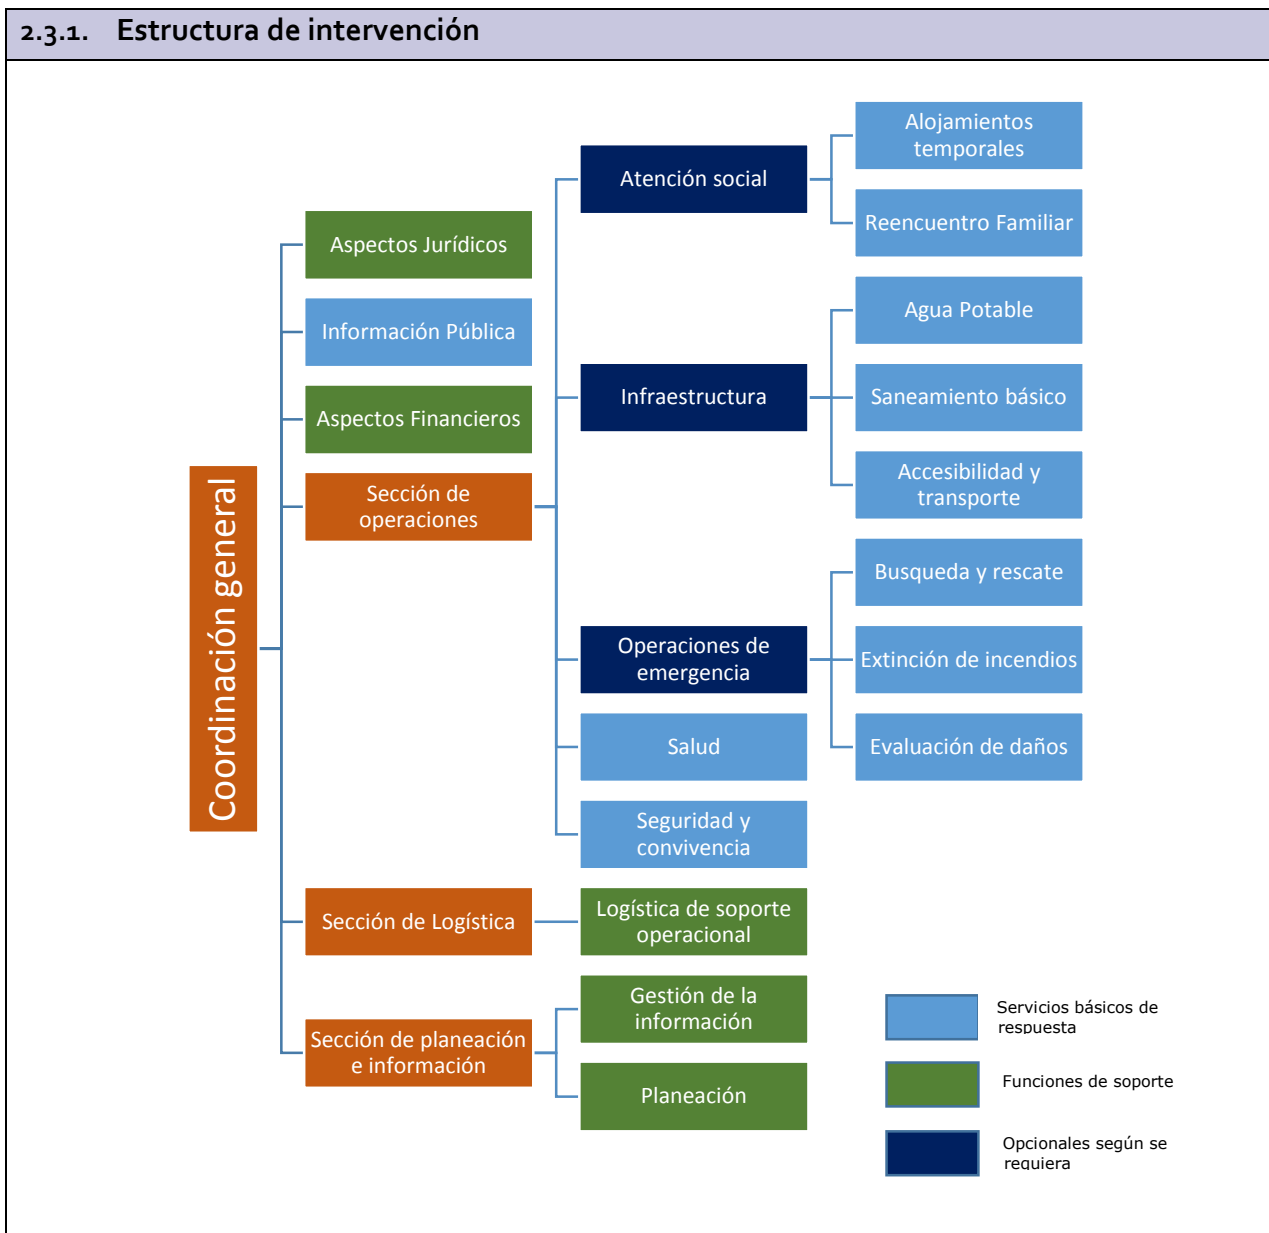 2.3.1. Estructura de intervención
Coordinación general
Aspectos Jurídicos
Información Pública
Aspectos Financieros
Sección de
operaciones
Atención social
Alojamientos
temporales
Reencuentro Familiar
Infraestructura
Agua Potable
Saneamiento básico
Accesibilidad y
transporte
Operaciones de
emergencia
Busqueda y rescate
Extinción de incendios
Evaluación de daños
Salud
Seguridad y
convivencia
Sección de Logística
Logística de soporte
operacional
Sección de planeación
e información
Gestión de la
información
Planeación
Servicios básicos de
respuesta
Funciones de soporte
Opcionales según se
requiera